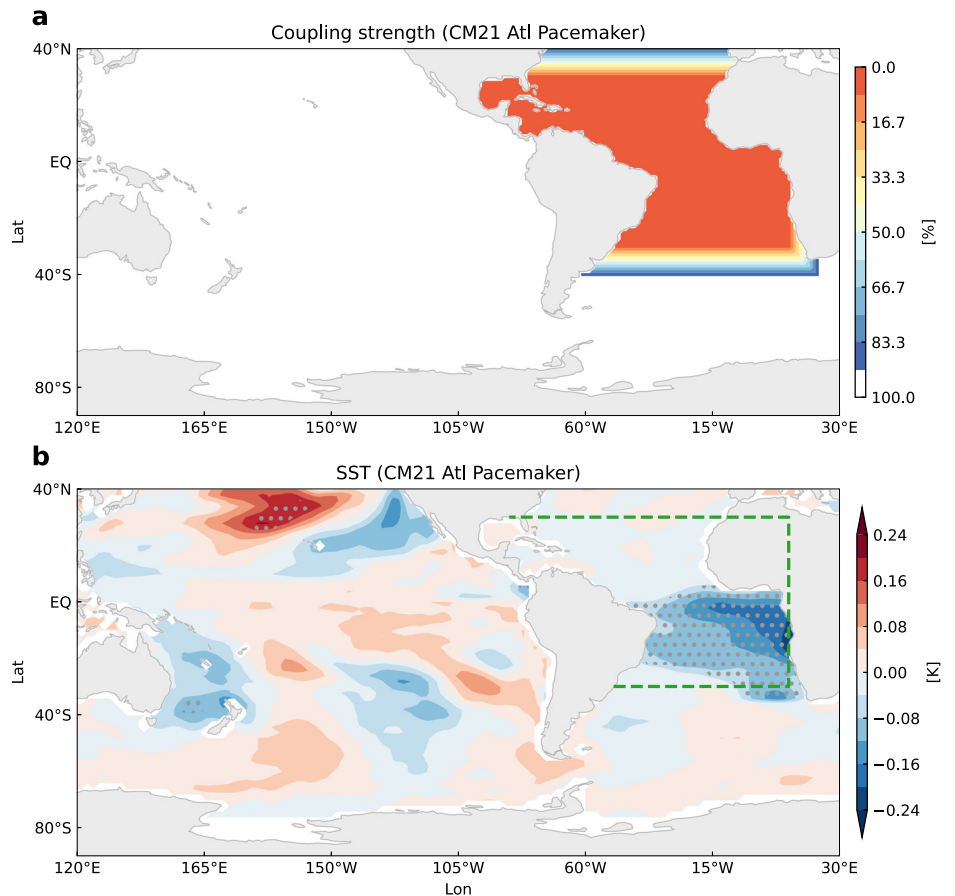 a
Coupling strength (CM21 Atl Pacemaker)
40°N
EQ
40°S
80°S
Lat
120°E 165°E 150°W 105°W 60°W 15°W 30°E
0.0
16.7
33.3
50.0
66.7
83.3
100.0
[%]
b
SST (CM21 Atl Pacemaker)
40°N
EQ
40°S
80°S
Lat
120°E 165°E 150°W 105°W 60°W 15°W 30°E
Lon
0.24
0.16
0.08
0.00
−0.08
−0.16
−0.24
[K]